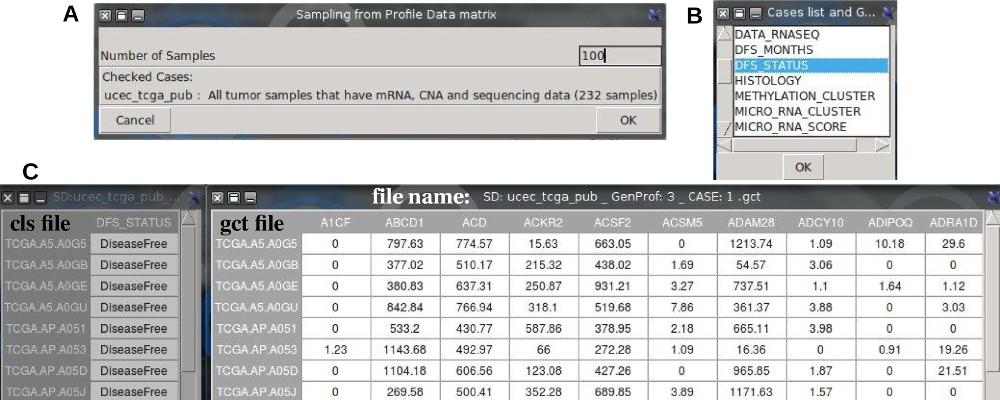 A
Sampling from Profile Data matrix
Number of Samples 100
Checked Cases:
ucec_tcga_pub : All tumor samples that have mRNA, CNA and sequencing data (232 samples)
Cancel OK
B
Cases list and G...
DATA_RNASEQ
DFS_MONTHS
DFS_STATUS
HISTOLOGY
METHYLATION_CLUSTER
MICRO_RNA_CLUSTER
MICRO_RNA_SCORE
OK
C
SD:ucec_tcga_pub_...
cls file DFS_STATUS
TCGA.A5.A0G5 DiseaseFree
TCGA.A5.A0GB DiseaseFree
TCGA.A5.A0GE DiseaseFree
TCGA.A5.A0GU DiseaseFree
TCGA.AP.A051 DiseaseFree
TCGA.AP.A053 DiseaseFree
TCGA.AP.A05D DiseaseFree
TCGA.AP.A05J DiseaseFree
file name: SD: ucec_tcga_pub _ GenProf: 3 _ CASE: 1 .gct
gct file A1CF ABCD1 ACD ACKR2 ACSF2 ACSM5 ADAM28 ADCY10 ADIPOQ ADRA1D
TCGA.A5.A0G5 0 797.63 774.57 15.63 663.05 0 1213.74 1.09 10.18 29.6
TCGA.A5.A0GB 0 377.02 510.17 215.32 438.02 1.69 54.57 3.06 0 0
TCGA.A5.A0GE 0 380.83 637.31 250.87 931.21 3.27 737.51 1.1 1.64 1.12
TCGA.A5.A0GU 0 842.84 766.94 318.1 519.68 7.86 361.37 3.88 0 3.03
TCGA.AP.A051 0 533.2 430.77 587.86 378.95 2.18 665.11 3.98 0 0
TCGA.AP.A053 1.23 1143.68 492.97 66 272.28 1.09 16.36 0 0.91 19.26
TCGA.AP.A05D 0 1104.18 606.56 123.08 427.26 0 965.85 1.87 0 21.51
TCGA.AP.A05J 0 269.58 500.41 352.28 689.85 3.89 1171.63 1.57 0 0